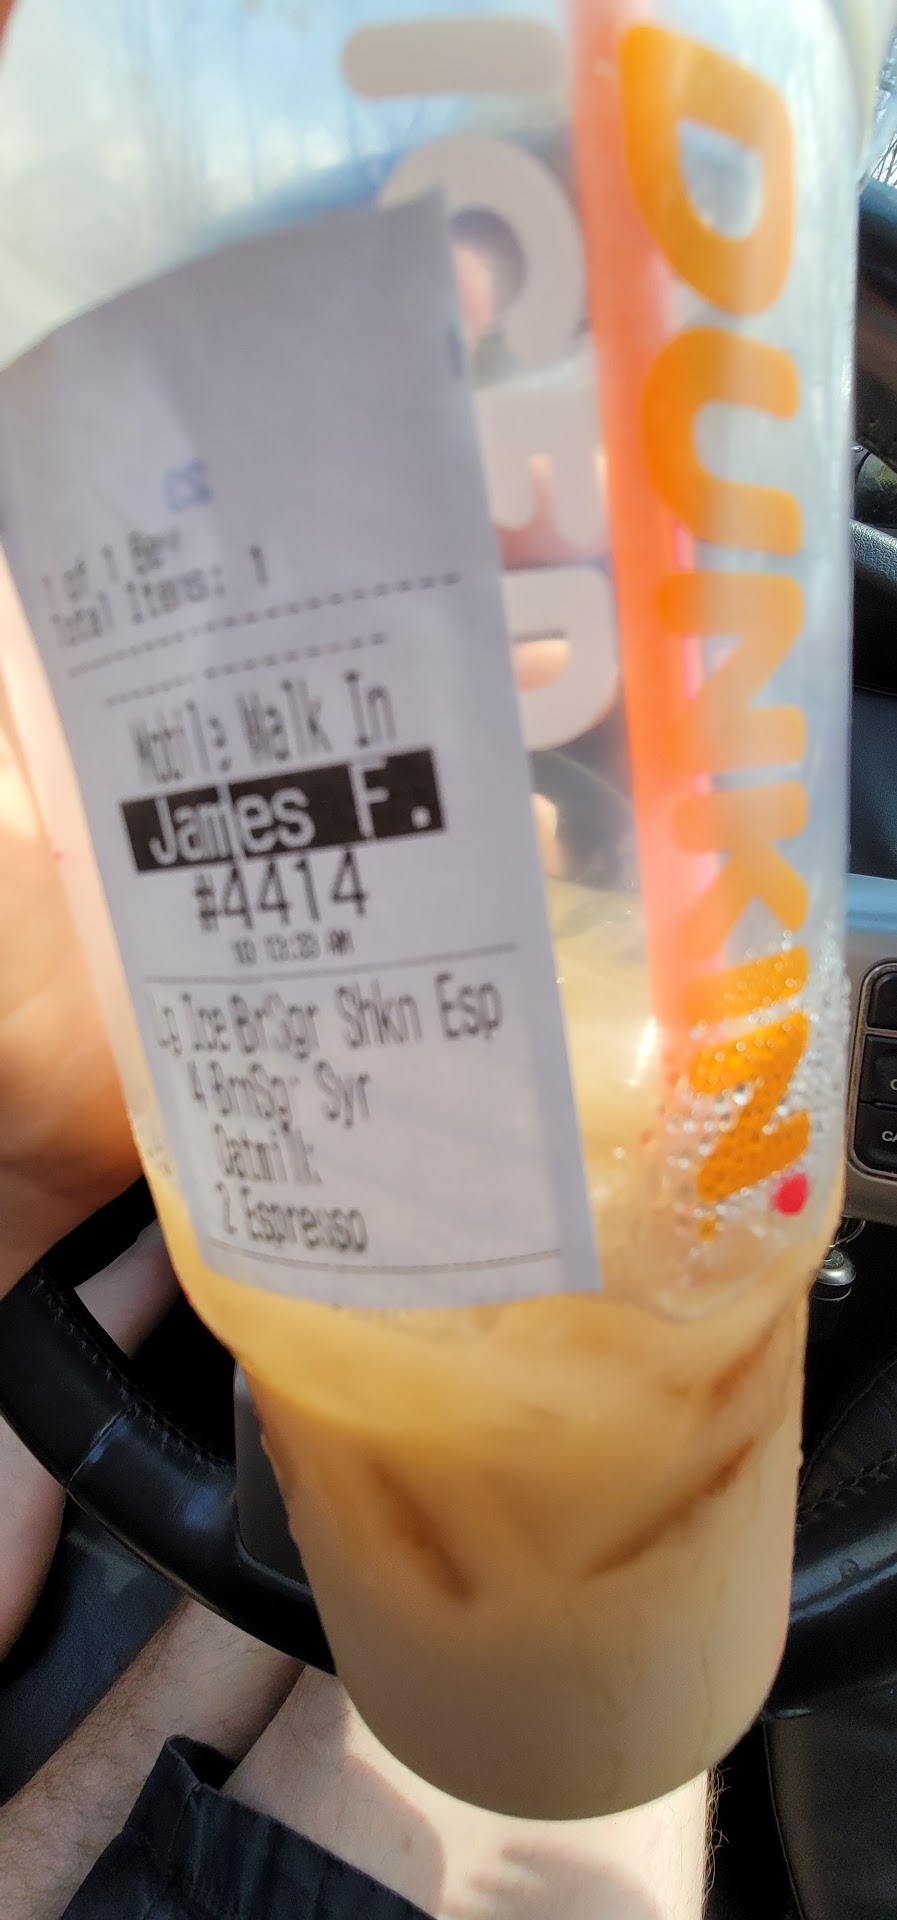 ICED
DUNKIN'
1 of 1 Bar
Total Items: 1
Mobile Walk In
James F.
#4414
Lg Ice BrSgr Shkn Esp
4 BrnSgr Syr
Oatmilk
2 Espresso